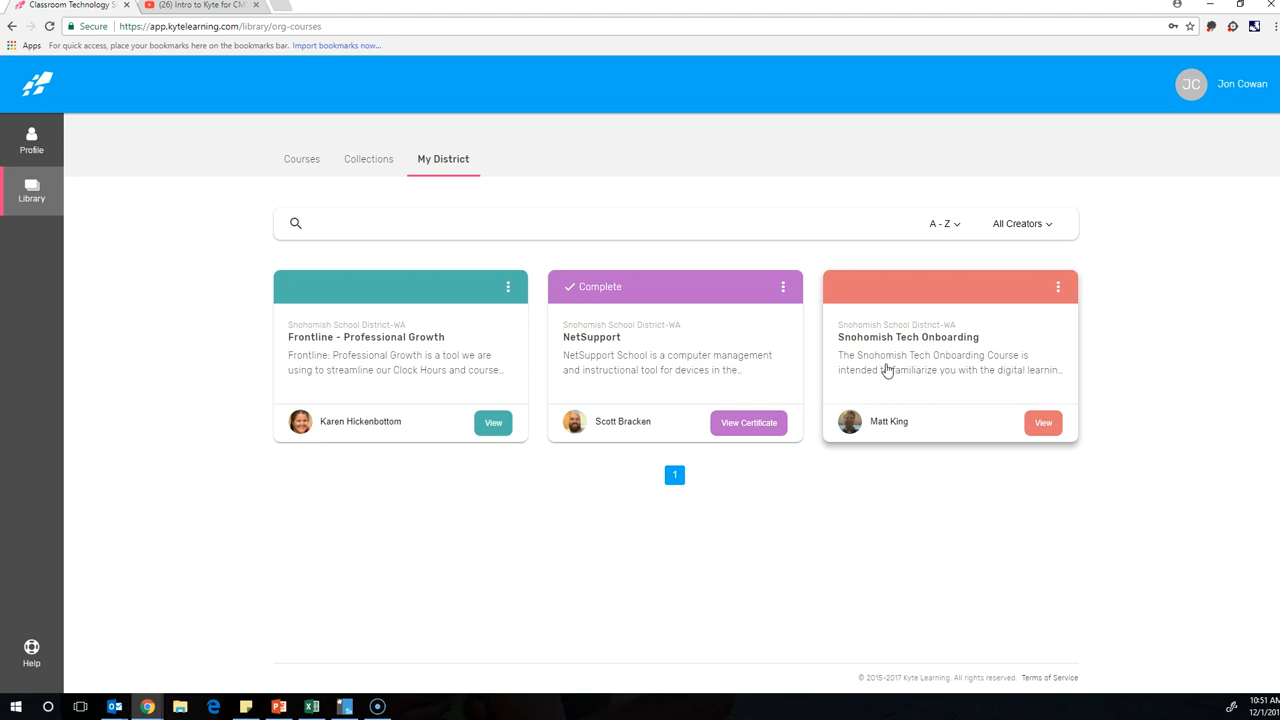 Classroom Technology S
(26) Intro to Kyte for CM
Secure
https://app.kytelearning.com/library/org-courses
Apps
For quick access, place your bookmarks here on the bookmarks bar. Import bookmarks now...
JC
Jon Cowan
Profile
Library
Courses
Collections
My District
A - Z
All Creators
Snohomish School District-WA
Frontline - Professional Growth
Frontline: Professional Growth is a tool we are
using to streamline our Clock Hours and course...
Karen Hickenbottom
View
Complete
Snohomish School District-WA
NetSupport
NetSupport School is a computer management
and instructional tool for devices in the...
Scott Bracken
View Certificate
Snohomish School District-WA
Snohomish Tech Onboarding
The Snohomish Tech Onboarding Course is
intended to familiarize you with the digital learnin...
Matt King
View
1
Help
© 2015-2017 Kyte Learning. All rights reserved. Terms of Service
10:51 AM
12/1/201